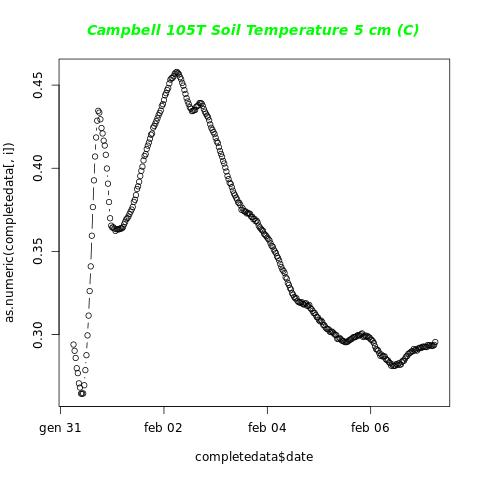 Campbell 105T Soil Temperature 5 cm (C)
as.numeric(completedata[, i])
0.45
0.40
0.35
0.30
gen 31
feb 02
feb 04
feb 06
completedata$date